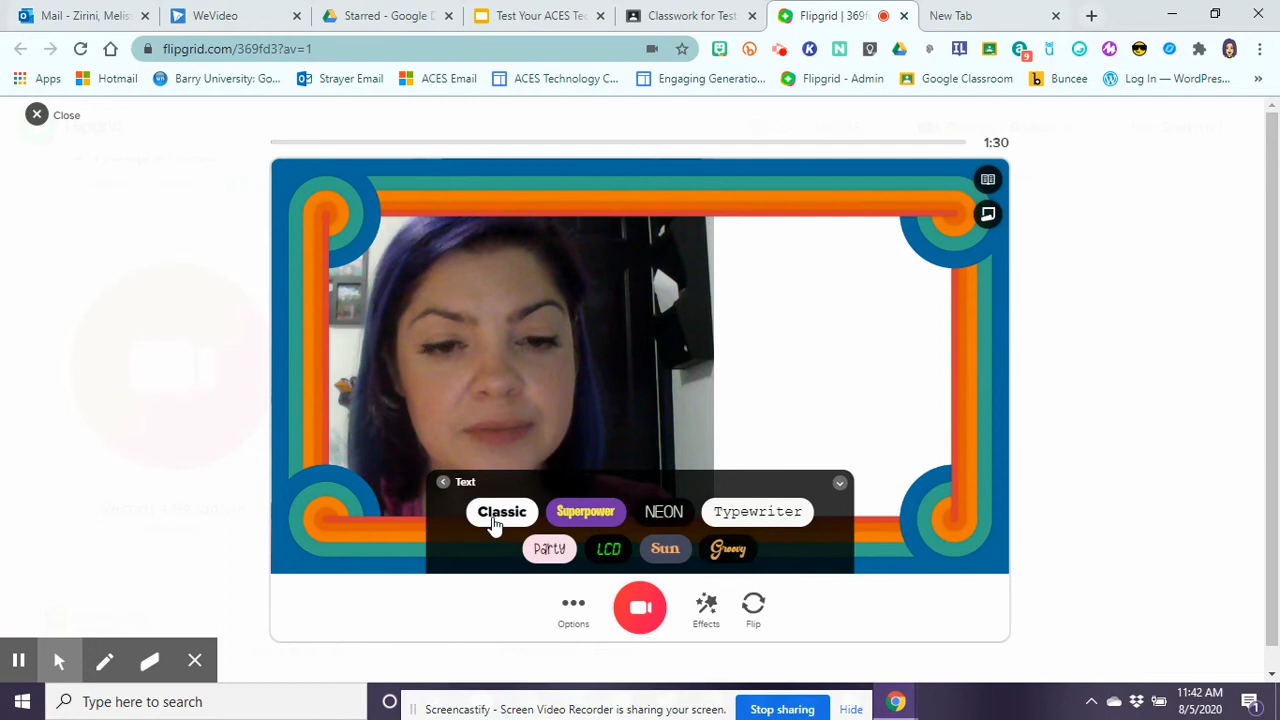 Mail - Zimini, Melis
WeVideo
Starred - Google D
Test Your ACES Tec
Classwork for Test
Flipgrid | 369f
New Tab
flipgrid.com/369fd3?av=1
9
Apps
Hotmail
Barry University: Go...
Strayer Email
ACES Email
ACES Technology C...
Engaging Generatio...
Flipgrid - Admin
Google Classroom
Buncee
Log In — WordPres...
»
Close
1:30
Text
Classic
Superpower
NEON
Typewriter
Party
LCD
Sun
Groovy
Options
Effects
Flip
Type here to search
Screencastify - Screen Video Recorder is sharing your screen.
Stop sharing
Hide
11:42 AM
8/5/2020
1